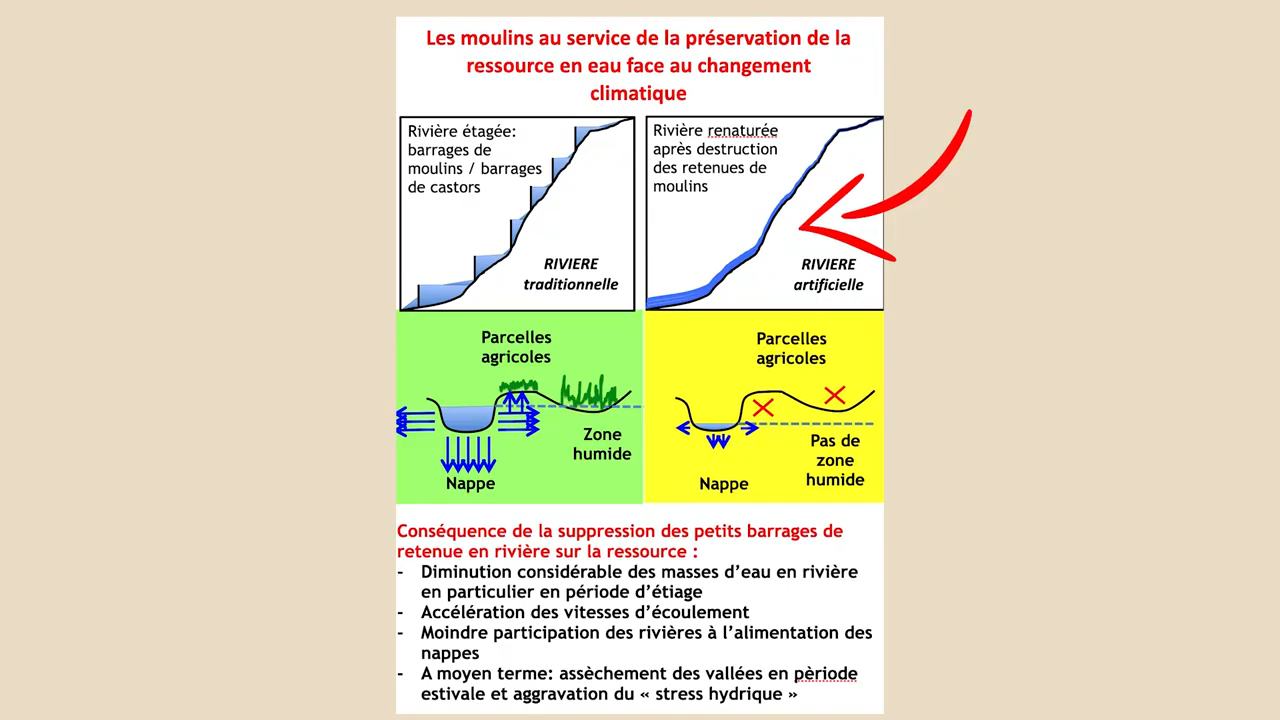 Les moulins au service de la préservation de la
ressource en eau face au changement
climatique
Rivière étagée:
barrages de
moulins / barrages
de castors
RIVIERE
traditionnelle
Rivière renaturée
après destruction
des retenues de
moulins
RIVIERE
artificielle
Parcelles
agricoles
Zone
humide
Nappe
Parcelles
agricoles
Pas de
zone
humide
Nappe
Conséquence de la suppression des petits barrages de
retenue en rivière sur la ressource :
- Diminution considérable des masses d’eau en rivière
en particulier en période d’étiage
- Accélération des vitesses d’écoulement
- Moindre participation des rivières à l’alimentation des
nappes
- A moyen terme: assèchement des vallées en pèriode
estivale et aggravation du « stress hydrique »